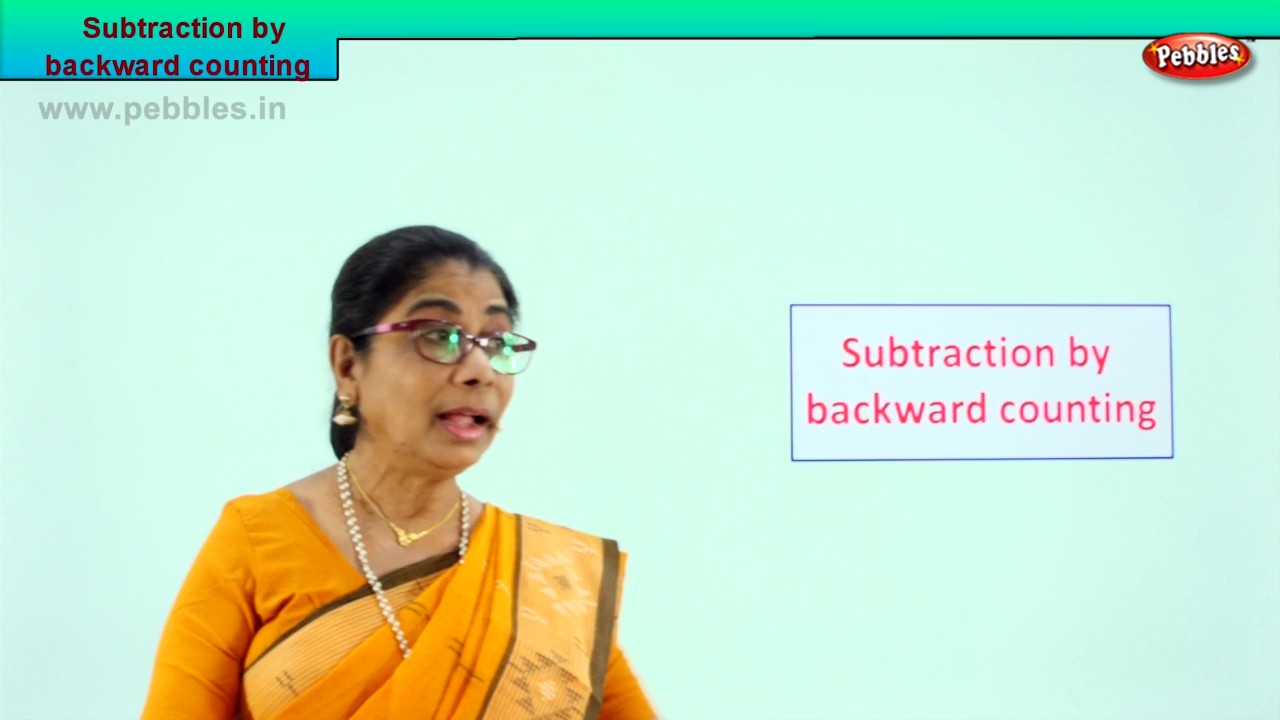 Subtraction by
backward counting
www.pebbles.in
Pebbles
Subtraction by
backward counting